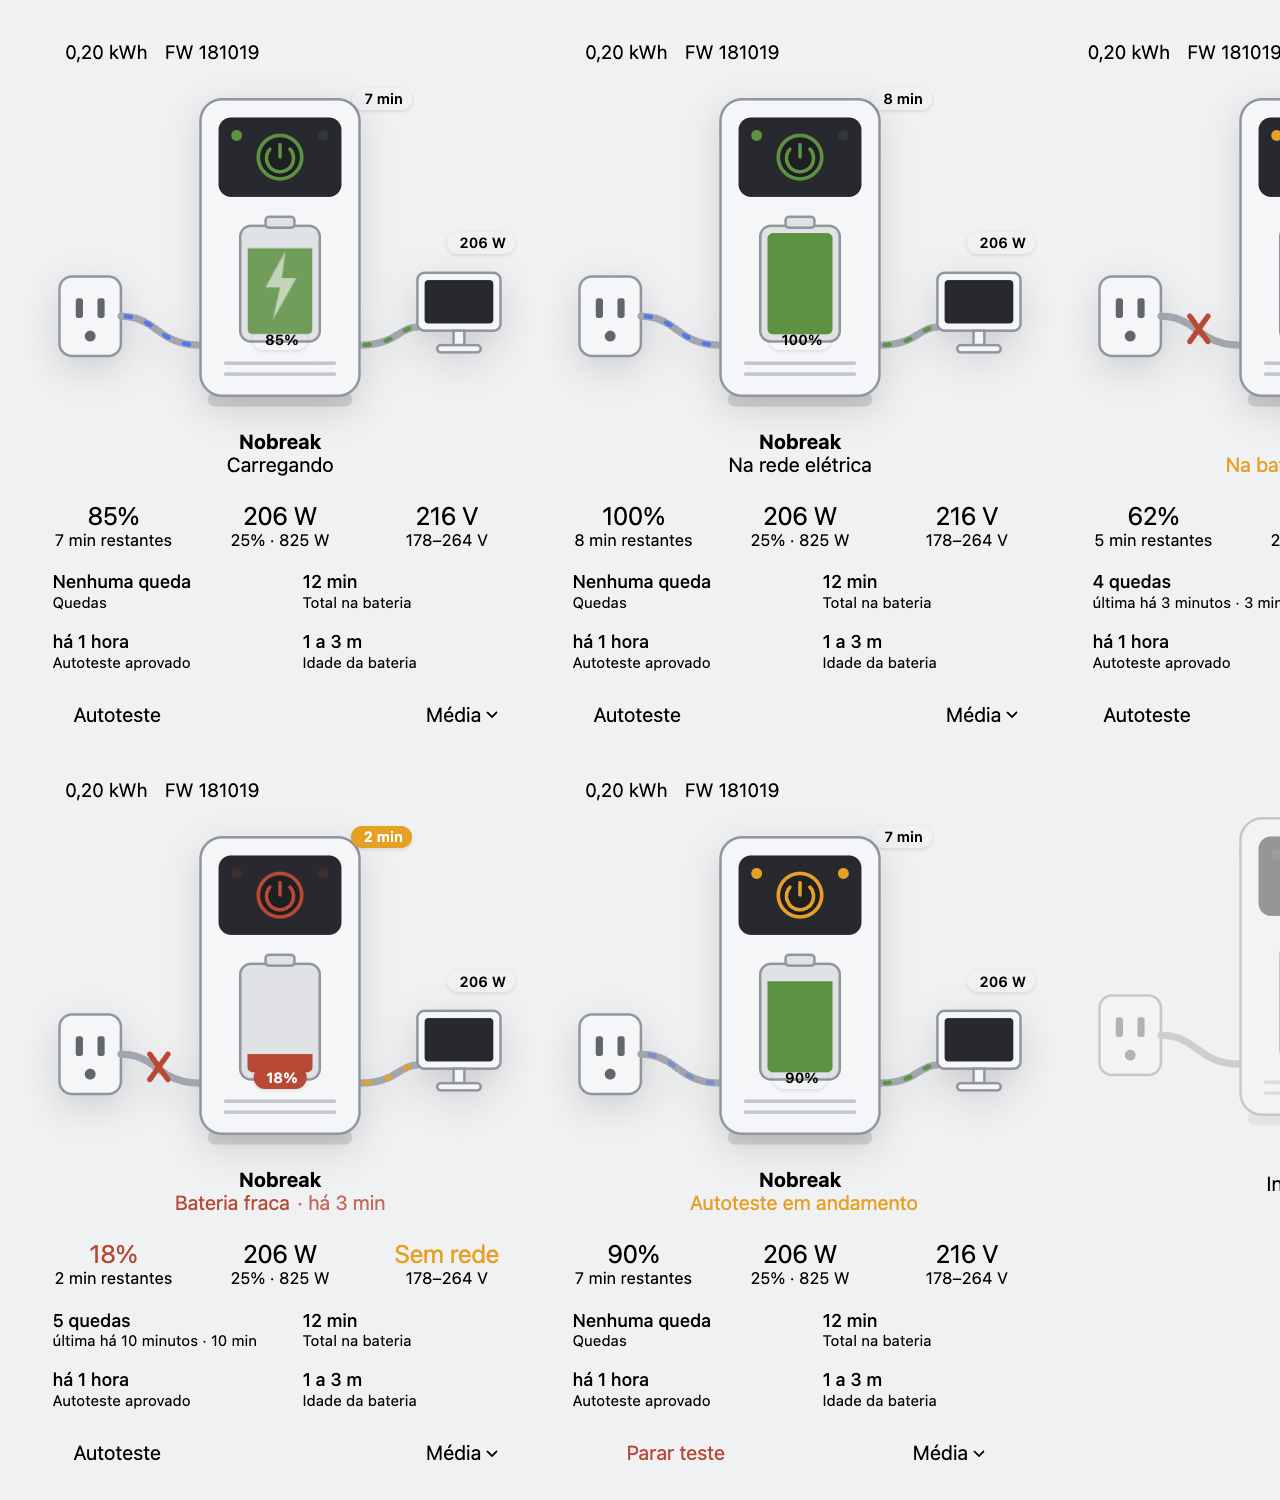 0,20 kWh FW 181019
7 min
206 W
85%
Nobreak
Carregando
85% 206 W 216 V
7 min restantes 25% · 825 W 178–264 V
Nenhuma queda 12 min
Quedas Total na bateria
há 1 hora 1 a 3 m
Autoteste aprovado Idade da bateria
Autoteste Média
0,20 kWh FW 181019
8 min
206 W
100%
Nobreak
Na rede elétrica
100% 206 W 216 V
8 min restantes 25% · 825 W 178–264 V
Nenhuma queda 12 min
Quedas Total na bateria
há 1 hora 1 a 3 m
Autoteste aprovado Idade da bateria
Autoteste Média
0,20 kWh FW 181019
Na
62%
5 min restantes
4 quedas
última há 3 minutos · 3
há 1 hora
Autoteste aprovado
Autoteste
0,20 kWh FW 181019
2 min
206 W
18%
Nobreak
Bateria fraca · há 3 min
18% 206 W Sem rede
2 min restantes 25% · 825 W 178–264 V
5 quedas 12 min
última há 10 minutos · 10 min Total na bateria
há 1 hora 1 a 3 m
Autoteste aprovado Idade da bateria
Autoteste Média
0,20 kWh FW 181019
7 min
206 W
90%
Nobreak
Autoteste em andamento
90% 206 W 216 V
7 min restantes 25% · 825 W 178–264 V
Nenhuma queda 12 min
Quedas Total na bateria
há 1 hora 1 a 3 m
Autoteste aprovado Idade da bateria
Parar teste Média